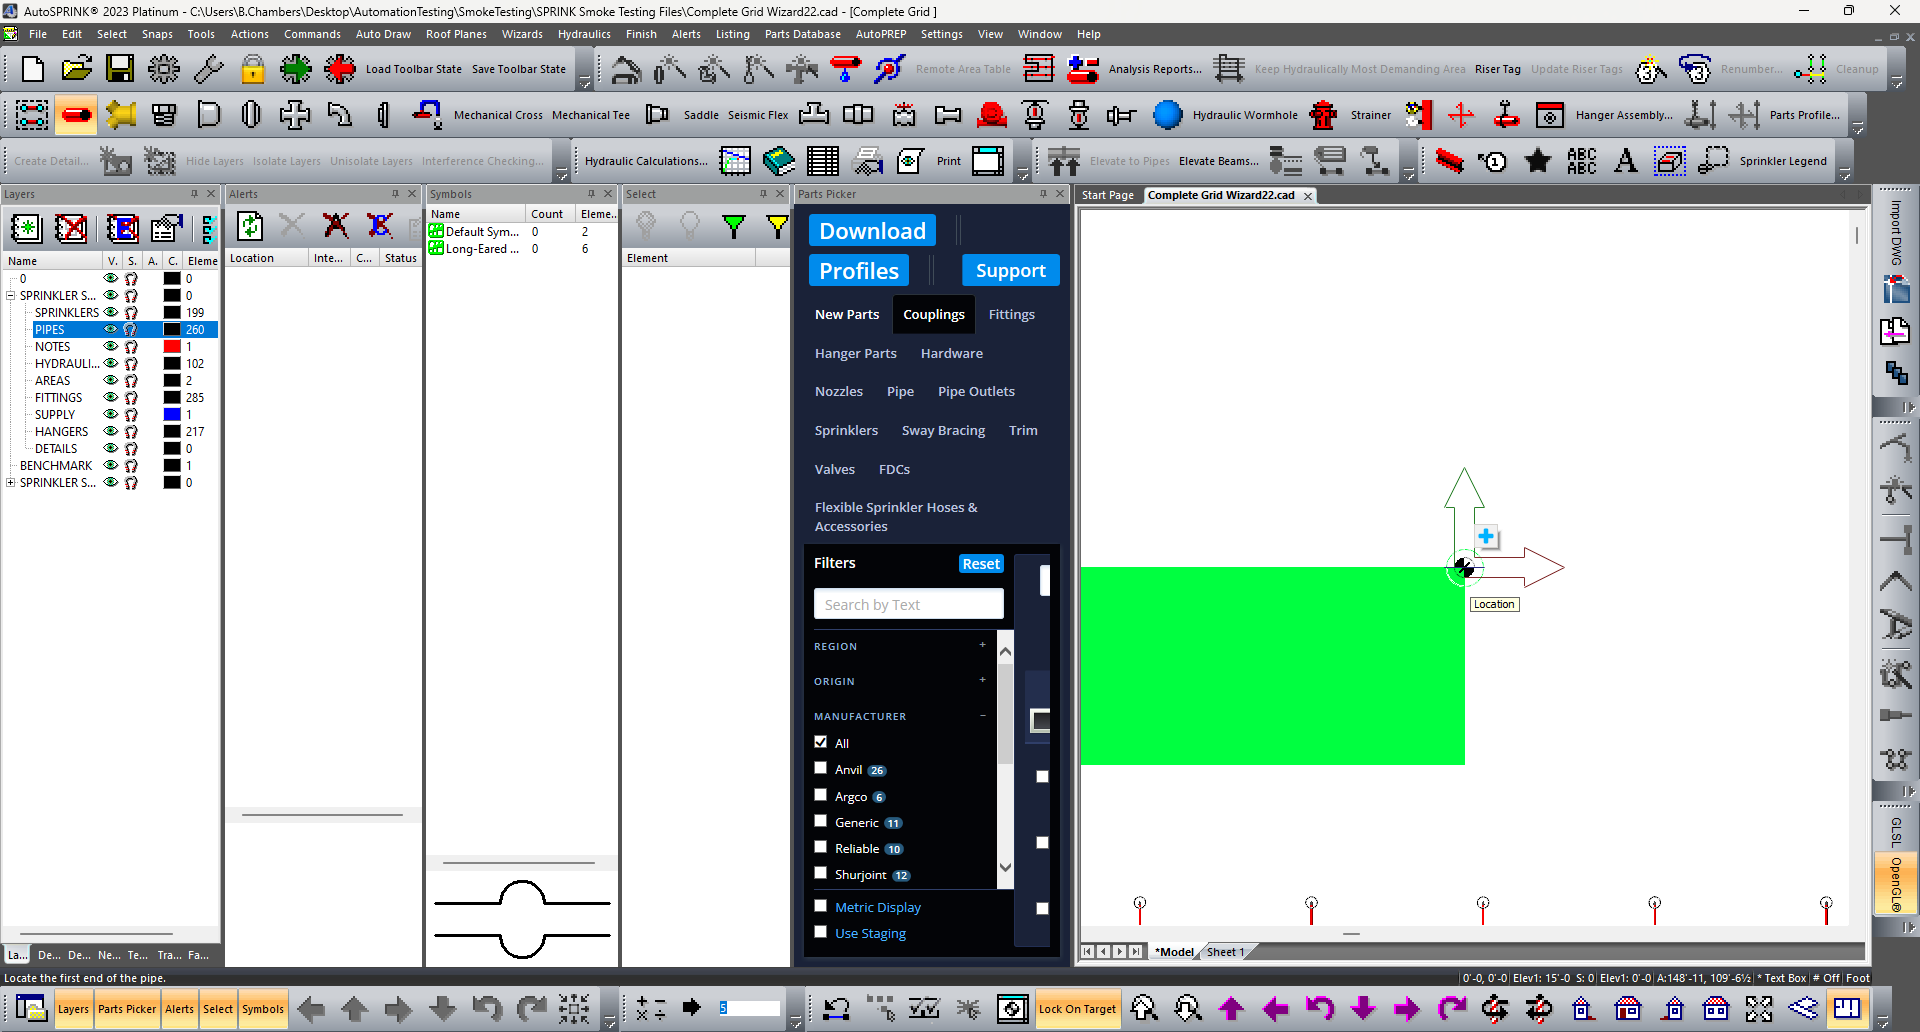 AutoSPRINK® 2023 Platinum - C:\Users\B.Chambers\Desktop\AutomationTesting\SmokeTesting\SPRINK Smoke Testing Files\Complete Grid Wizard22.cad - [Complete Grid ]
File Edit Select Snaps Tools Actions Commands Auto Draw Roof Planes Wizards Hydraulics Finish Alerts Listing Parts Database AutoPREP Settings View Window Help
Load Toolbar State Save Toolbar State Remote Area Table Analysis Reports... Keep Hydraulically Most Demanding Area Riser Tag Update Riser Tags Renumber... Cleanup
Mechanical Cross Mechanical Tee Saddle Seismic Flex Hydraulic Wormhole Strainer Hanger Assembly... Parts Profile...
Create Detail... Hide Layers Isolate Layers Unisolate Layers Interference Checking... Hydraulic Calculations... Print Elevate to Pipes Elevate Beams... ABC ABC A Sprinkler Legend
Layers
Name V. S. A. C. Eleme
0 0
SPRINKLER S... 0
SPRINKLERS 199
PIPES 260
NOTES 1
HYDRAULI... 102
AREAS 2
FITTINGS 285
SUPPLY 1
HANGERS 217
DETAILS 0
BENCHMARK 1
SPRINKLER S... 0
La... De... De... Ne... Te... Tra... Fa...
Alerts
Location Inte... C... Status
Symbols
Name Count Eleme..
Default Sym... 0 2
Long-Eared ... 0 6
Select
Element
Parts Picker
Download
Profiles Support
New Parts Couplings Fittings
Hanger Parts Hardware
Nozzles Pipe Pipe Outlets
Sprinklers Sway Bracing Trim
Valves FDCs
Flexible Sprinkler Hoses &
Accessories
Filters Reset
Search by Text
REGION +
ORIGIN +
MANUFACTURER −
All
Anvil 26
Argco 6
Generic 11
Reliable 10
Shurjoint 12
Metric Display
Use Staging
Start Page Complete Grid Wizard22.cad
Location
*Model Sheet 1
Import DWG
GLSL
OpenGL®
Locate the first end of the pipe. 0'-0, 0'-0 Elev1: 15'-0 S: 0 Elev1: 0'-0 A:148'-11, 109'-6½ * Text Box # Off Foot
Layers Parts Picker Alerts Select Symbols 5 Lock On Target